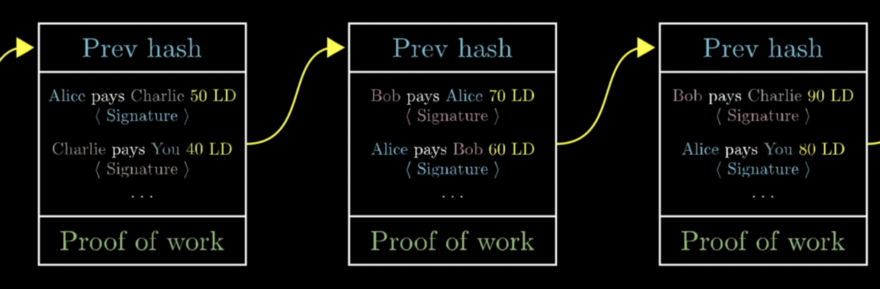 Prev hash
Alice pays Charlie 50 LD
⟨ Signature ⟩
Charlie pays You 40 LD
⟨ Signature ⟩
...
Proof of work
Prev hash
Bob pays Alice 70 LD
⟨ Signature ⟩
Alice pays Bob 60 LD
⟨ Signature ⟩
...
Proof of work
Prev hash
Bob pays Charlie 90 LD
⟨ Signature ⟩
Alice pays You 80 LD
⟨ Signature ⟩
...
Proof of work